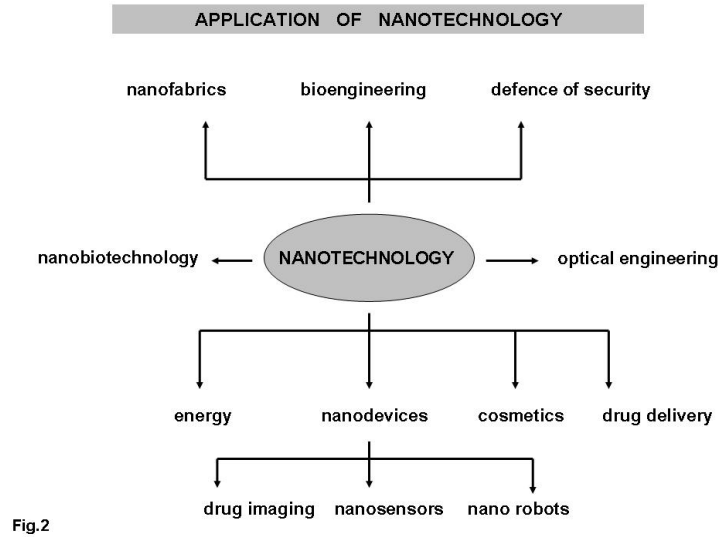 APPLICATION OF NANOTECHNOLOGY
nanofabrics bioengineering defence of security
nanobiotechnology NANOTECHNOLOGY optical engineering
energy nanodevices cosmetics drug delivery
drug imaging nanosensors nano robots
Fig.2